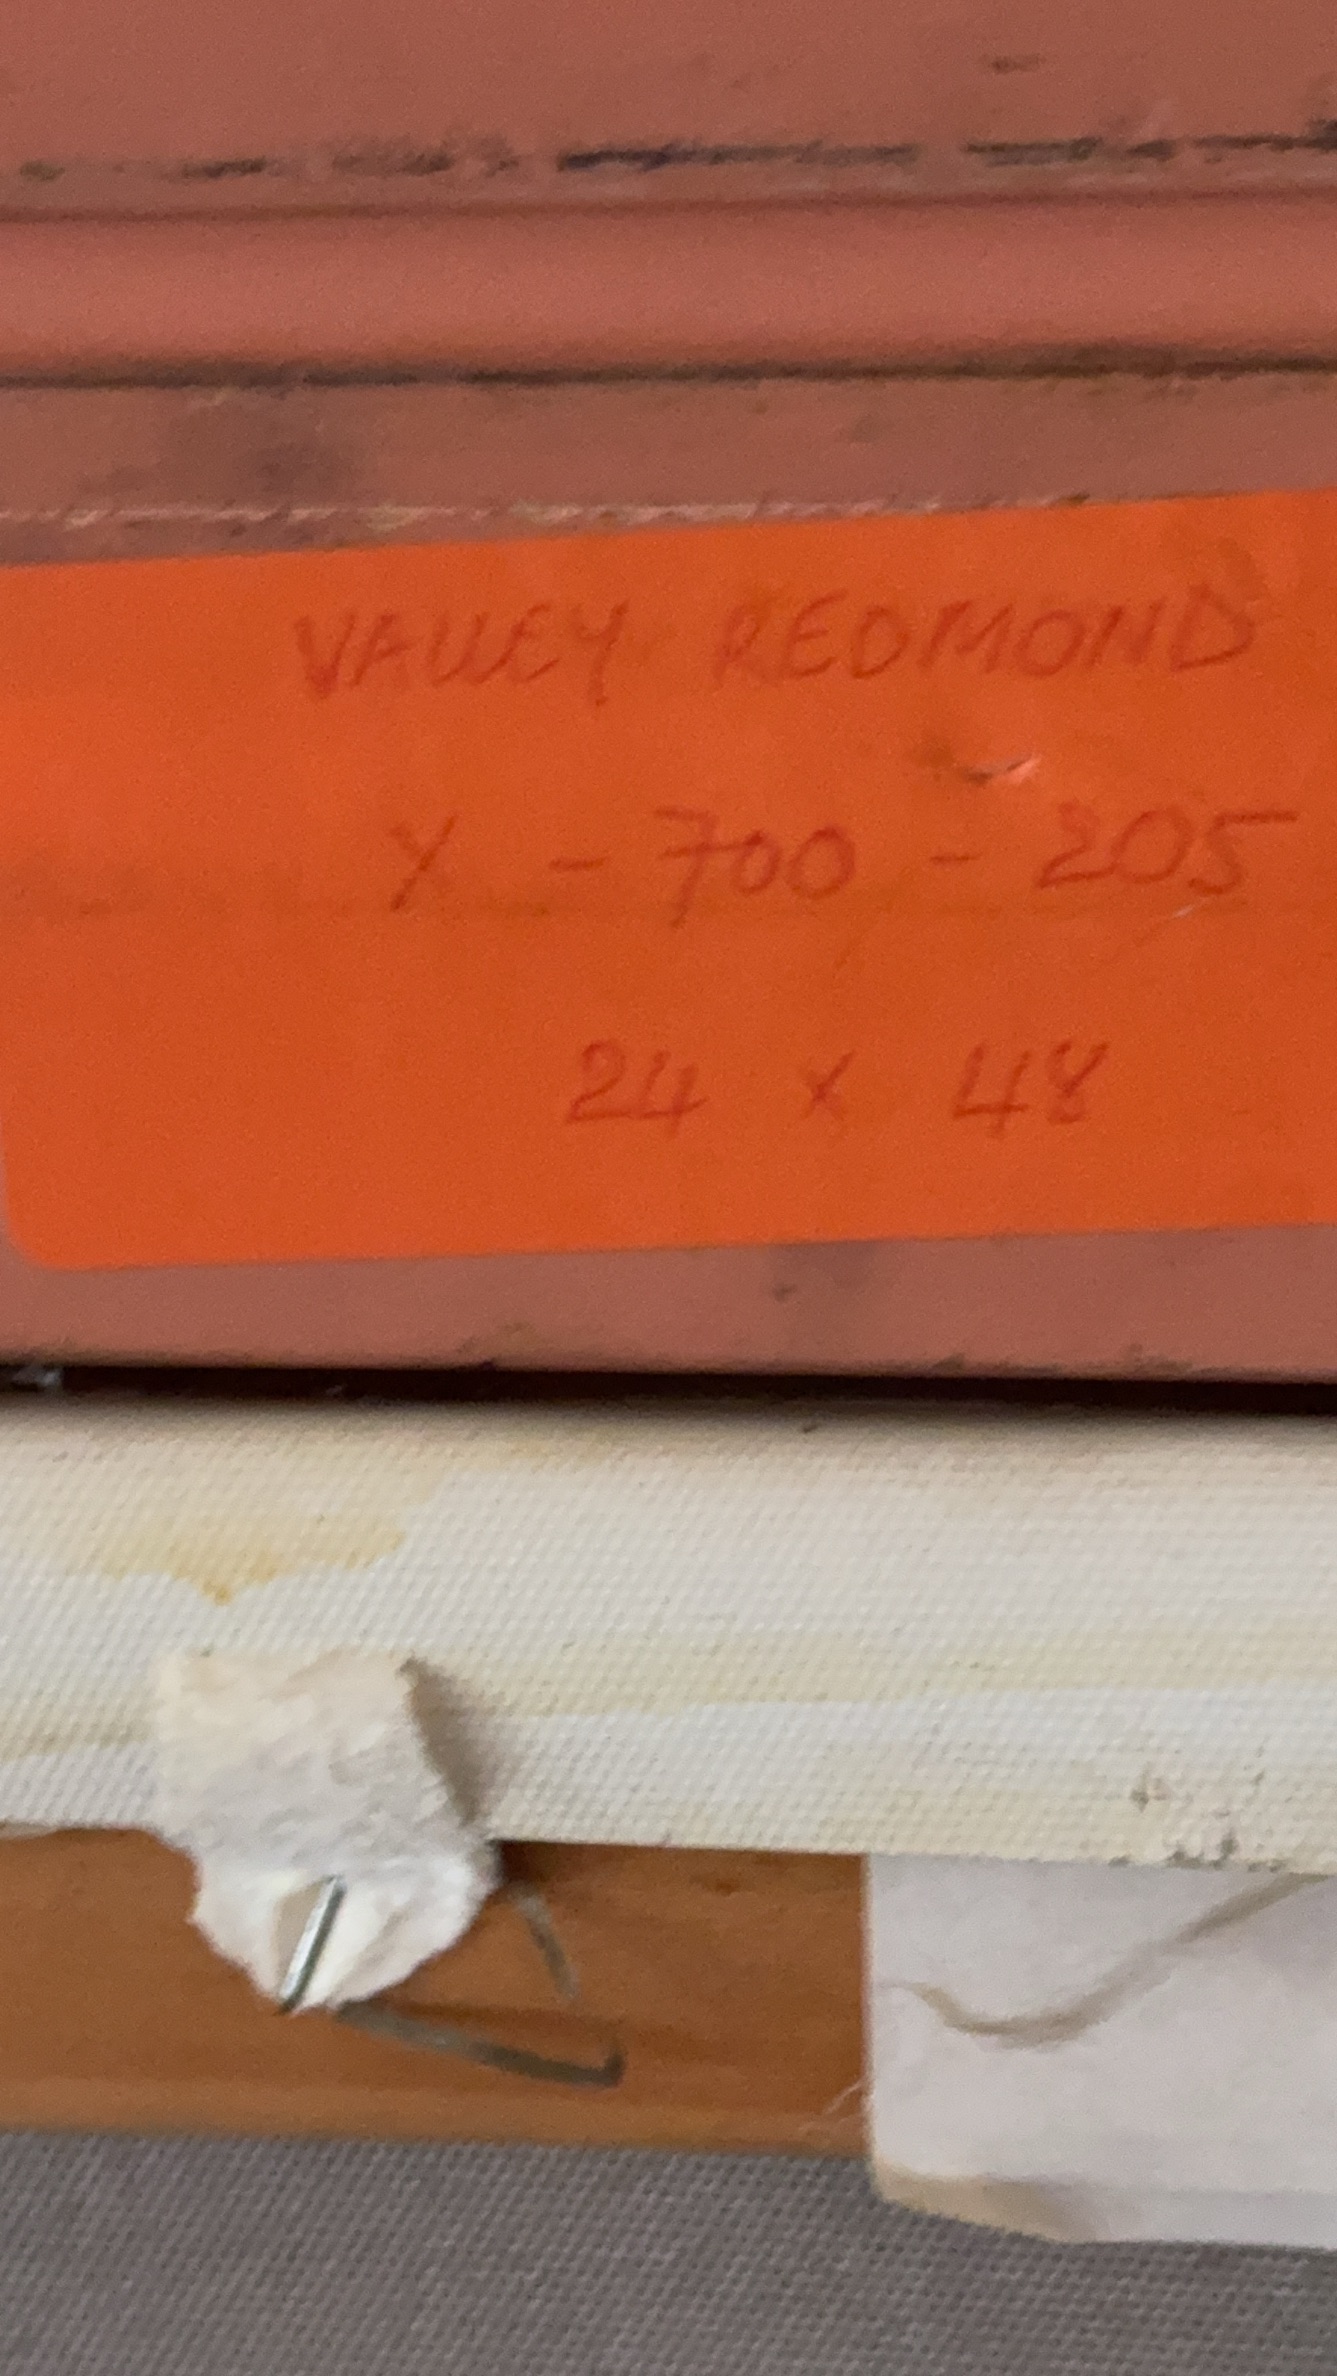 VALLEY REDMOND
X - 700 - 205
24 x 48